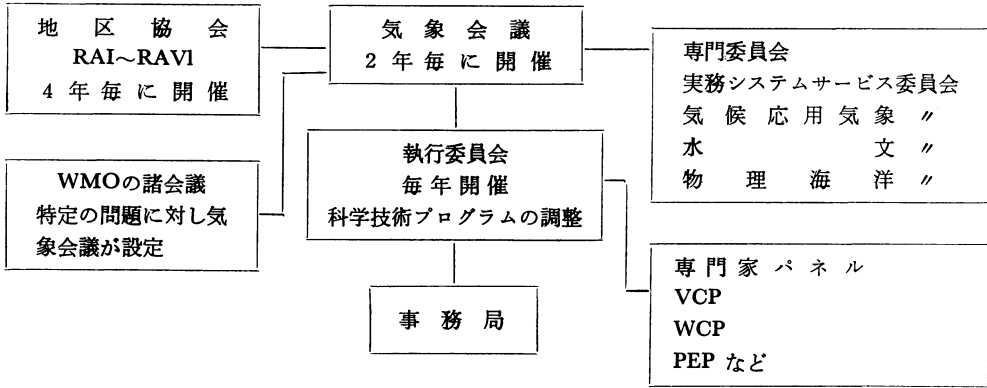 地区協会
RAI～RAVl
4年毎に開催
気象会議
2年毎に開催
専門委員会
実務システムサービス委員会
気候応用気象〃
水文〃
物理海洋〃
WMOの諸会議
特定の問題に対し気
象会議が設定
執行委員会
毎年開催
科学技術プログラムの調整
専門家パネル
VCP
WCP
PEPなど
事務局